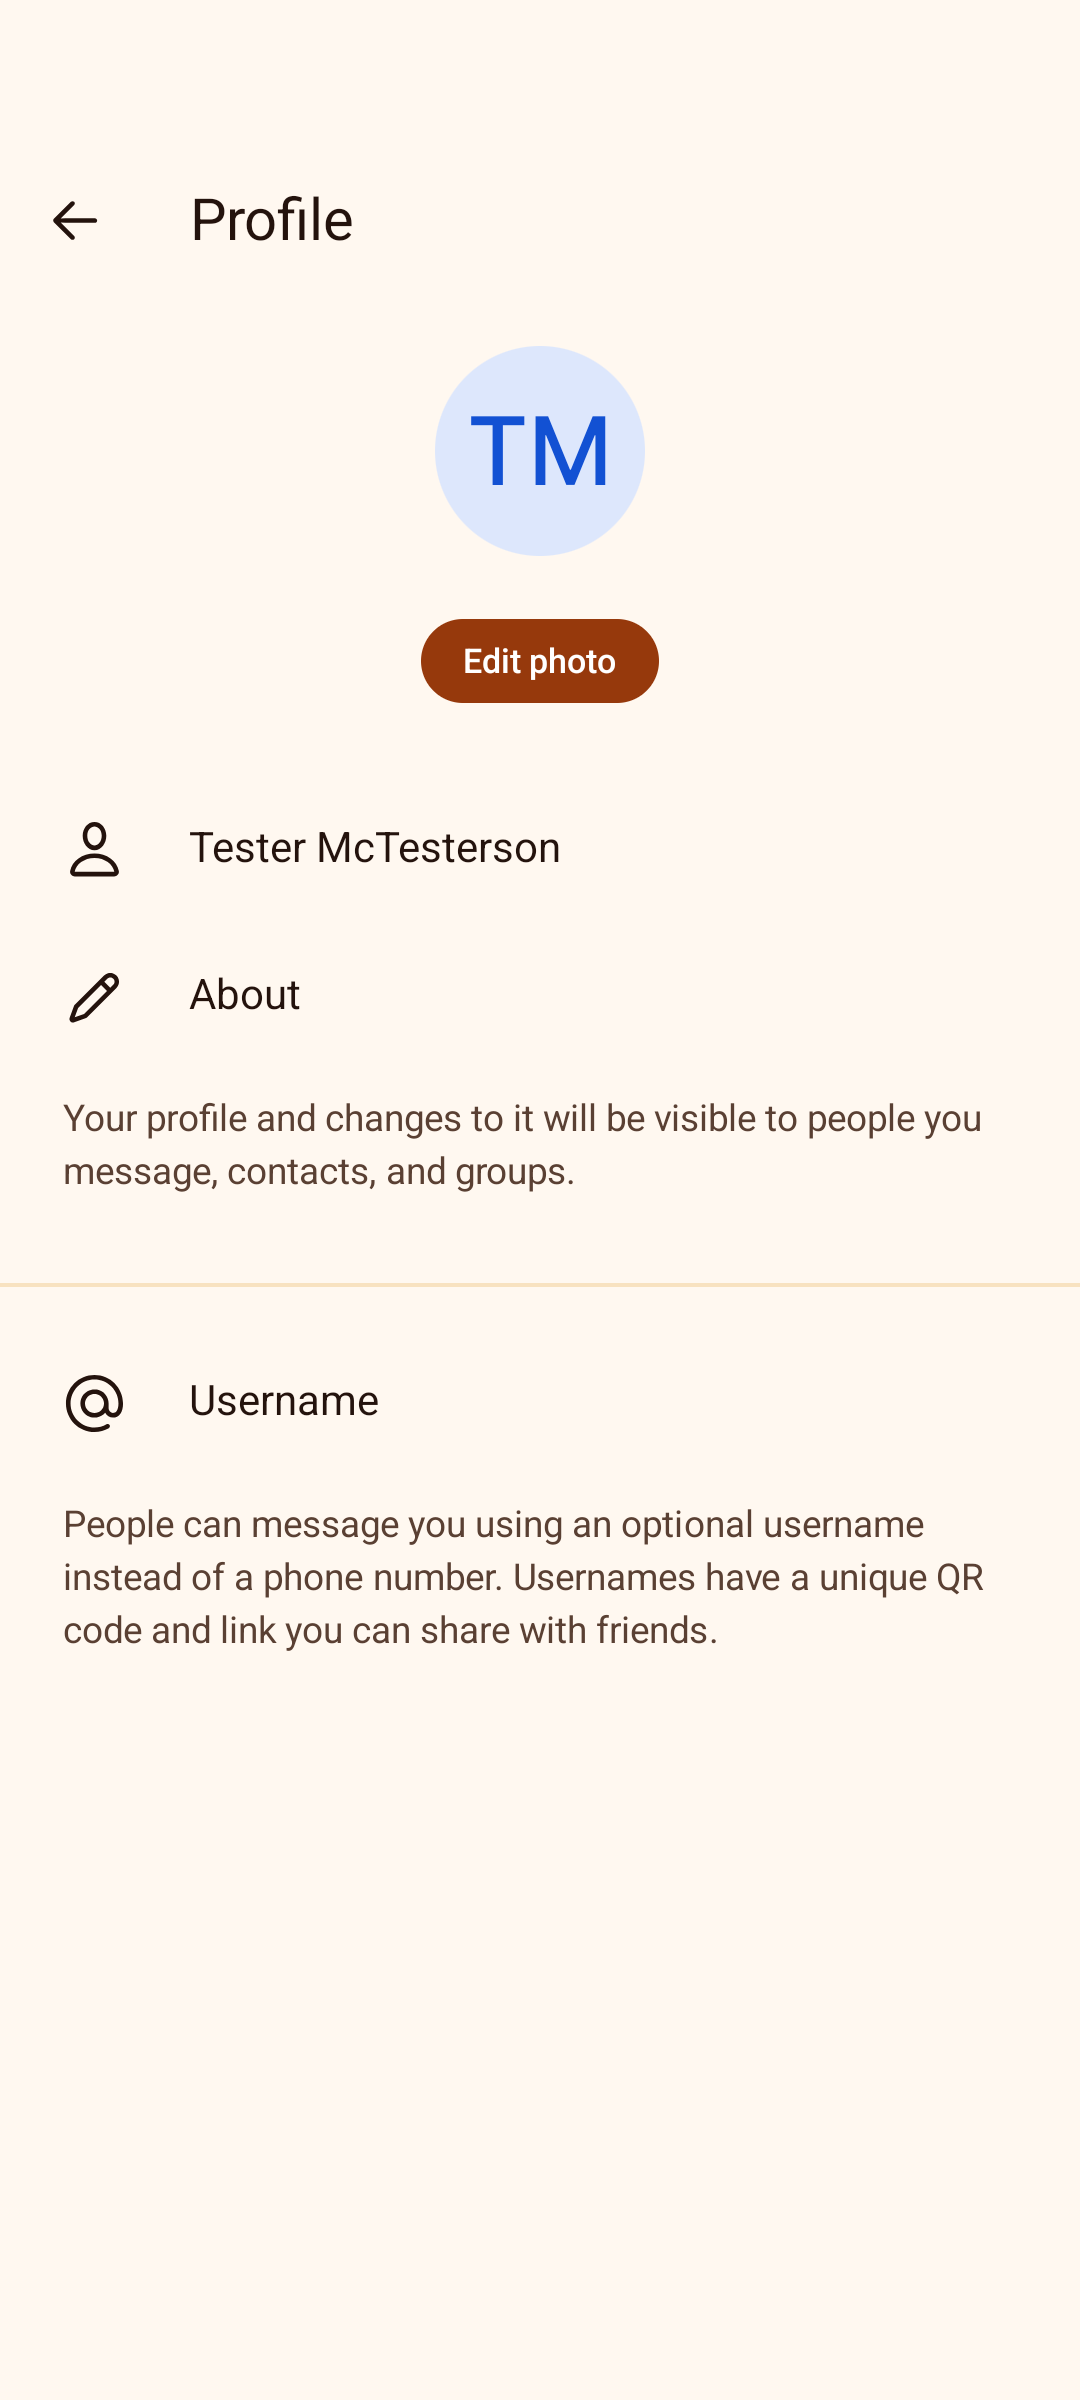 Profile
TM
Edit photo
Tester McTesterson
About
Your profile and changes to it will be visible to people you
message, contacts, and groups.
Username
People can message you using an optional username
instead of a phone number. Usernames have a unique QR
code and link you can share with friends.